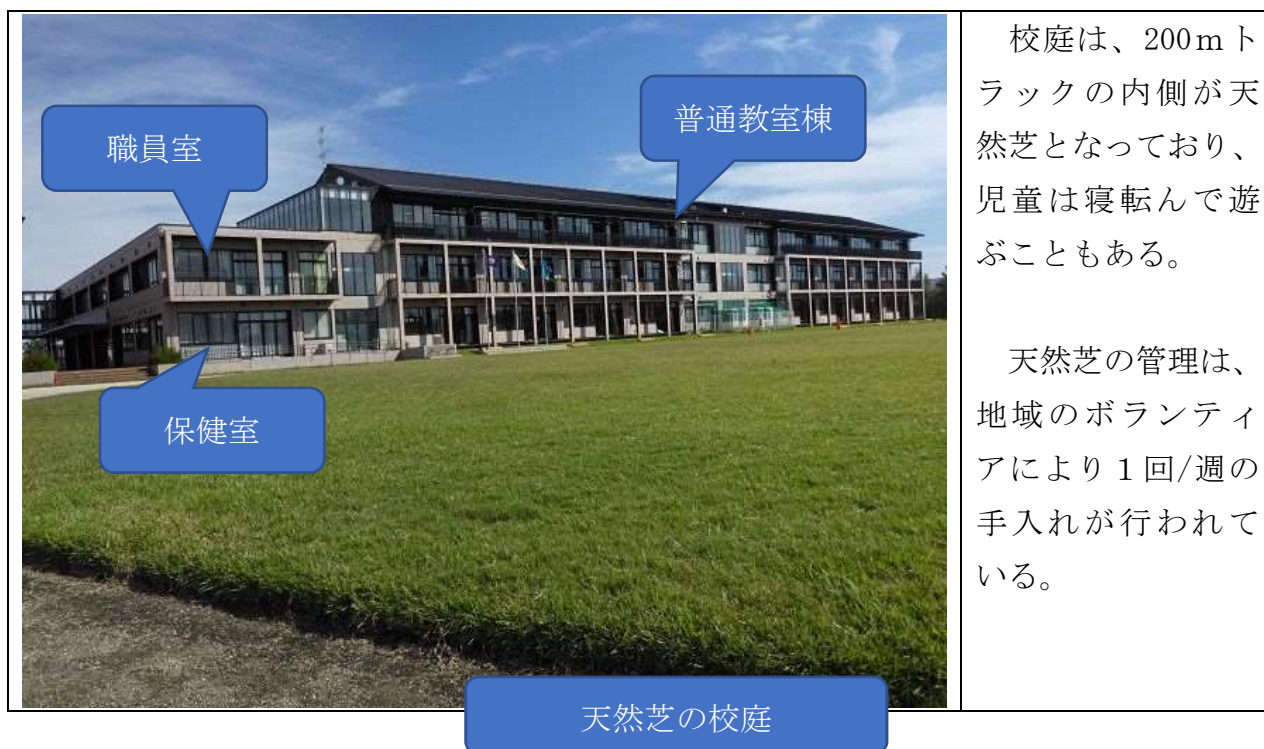 職員室
普通教室棟
保健室
天然芝の校庭
校庭は、200ｍト
ラックの内側が天
然芝となっており、
児童は寝転んで遊
ぶこともある。
天然芝の管理は、
地域のボランティ
アにより１回/週の
手入れが行われて
いる。